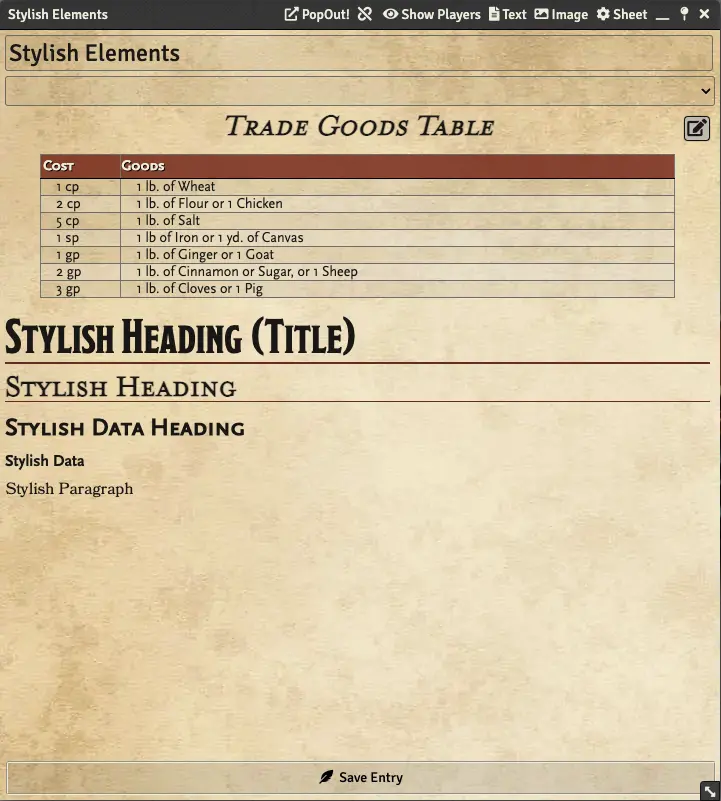 Stylish Elements PopOut! Show Players Text Image Sheet
Stylish Elements
Trade Goods Table
Cost Goods
1 cp 1 lb. of Wheat
2 cp 1 lb. of Flour or 1 Chicken
5 cp 1 lb. of Salt
1 sp 1 lb of Iron or 1 yd. of Canvas
1 gp 1 lb. of Ginger or 1 Goat
2 gp 1 lb. of Cinnamon or Sugar, or 1 Sheep
3 gp 1 lb. of Cloves or 1 Pig
Stylish Heading (Title)
Stylish Heading
Stylish Data Heading
Stylish Data
Stylish Paragraph
Save Entry